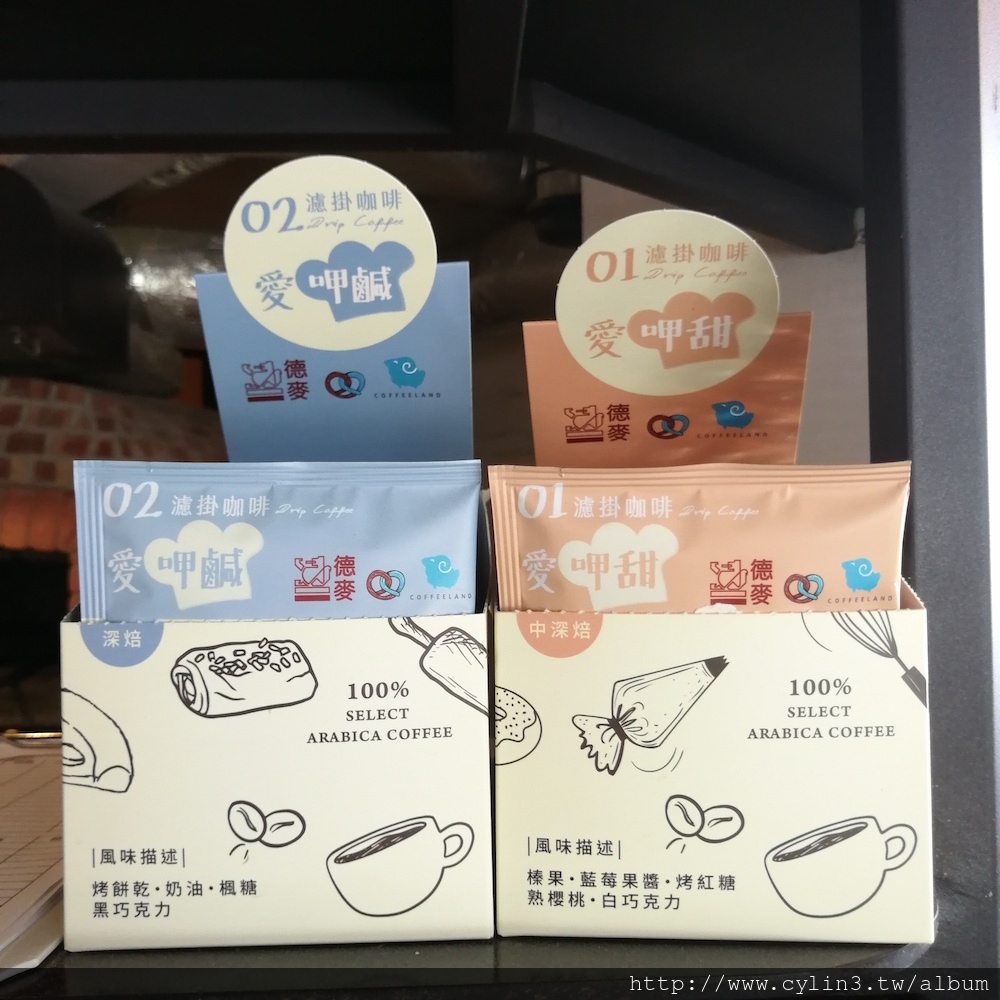 02 濾掛咖啡
Drip Coffee
愛呷鹹
德麥
COFFEELAND
01 濾掛咖啡
Drip Coffee
愛呷甜
德麥
COFFEELAND
02 濾掛咖啡 Drip Coffee
愛呷鹹
德麥
COFFEELAND
01 濾掛咖啡 Drip Coffee
愛呷甜
德麥
COFFEELAND
深焙
100%
SELECT
ARABICA COFFEE
|風味描述|
烤餅乾・奶油・楓糖
黑巧克力
中深焙
100%
SELECT
ARABICA COFFEE
|風味描述|
榛果・藍莓果醬・烤紅糖
熟櫻桃・白巧克力
http://www.cylin3.tw/album